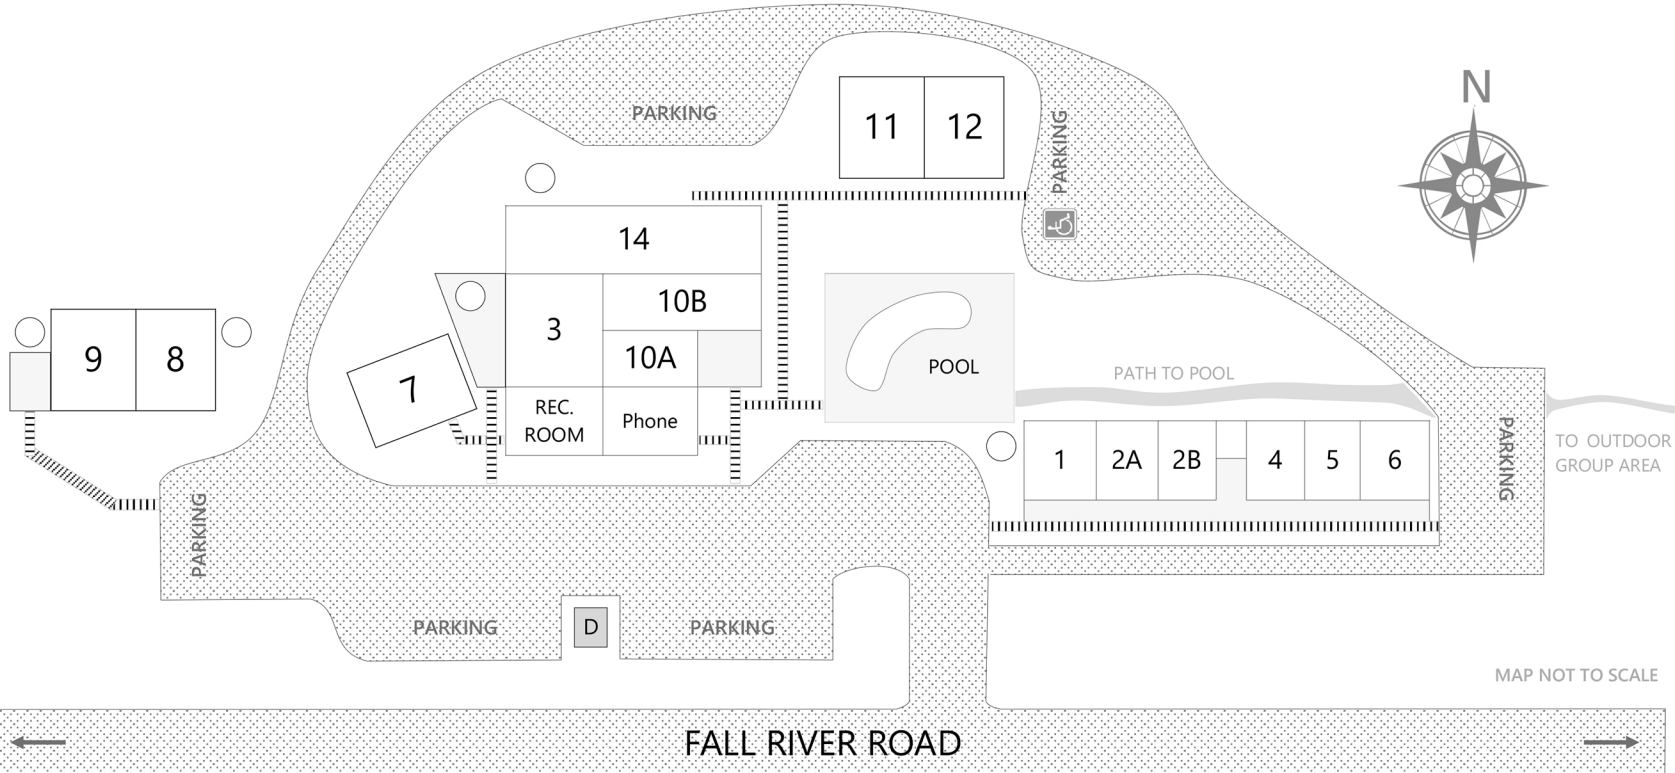 N
PARKING
11
12
PARKING
14
10B
3
10A
9
8
7
POOL
PATH TO POOL
REC.
ROOM
Phone
1
2A
2B
4
5
6
PARKING
TO OUTDOOR
GROUP AREA
PARKING
PARKING
D
PARKING
MAP NOT TO SCALE
FALL RIVER ROAD